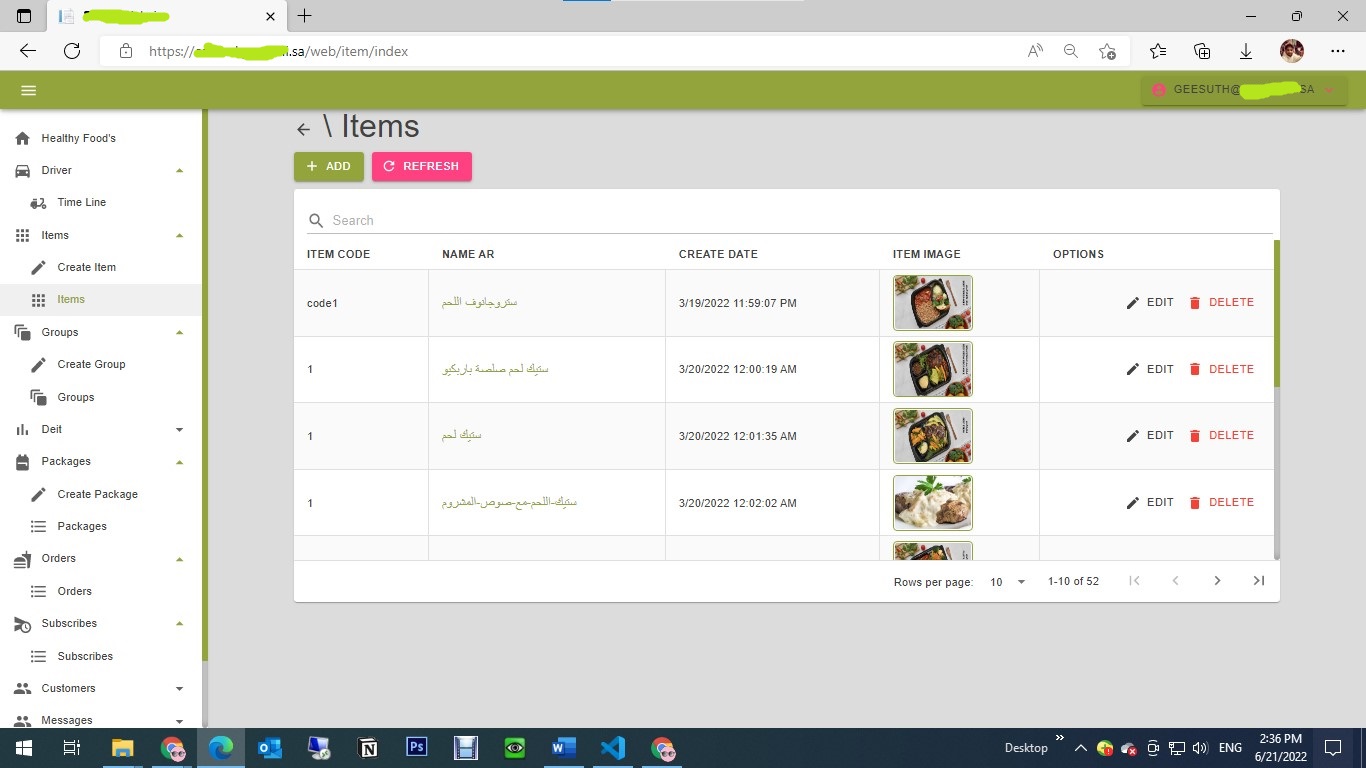 https:// .sa/web/item/index
GEESUTH@ SA
\ Items
ADD
REFRESH
Search
ITEM CODE NAME AR CREATE DATE ITEM IMAGE OPTIONS
code1 ستروجانوف اللحم 3/19/2022 11:59:07 PM EDIT DELETE
1 ستيك لحم صلصة باربكيو 3/20/2022 12:00:19 AM EDIT DELETE
1 ستيك لحم 3/20/2022 12:01:35 AM EDIT DELETE
1 ستيك-اللحم-مع-صوص-المشروم 3/20/2022 12:02:02 AM EDIT DELETE
Rows per page: 10 1-10 of 52
Healthy Food's
Driver
Time Line
Items
Create Item
Items
Groups
Create Group
Groups
Deit
Packages
Create Package
Packages
Orders
Orders
Subscribes
Subscribes
Customers
Messages
Desktop
ENG
2:36 PM
6/21/2022